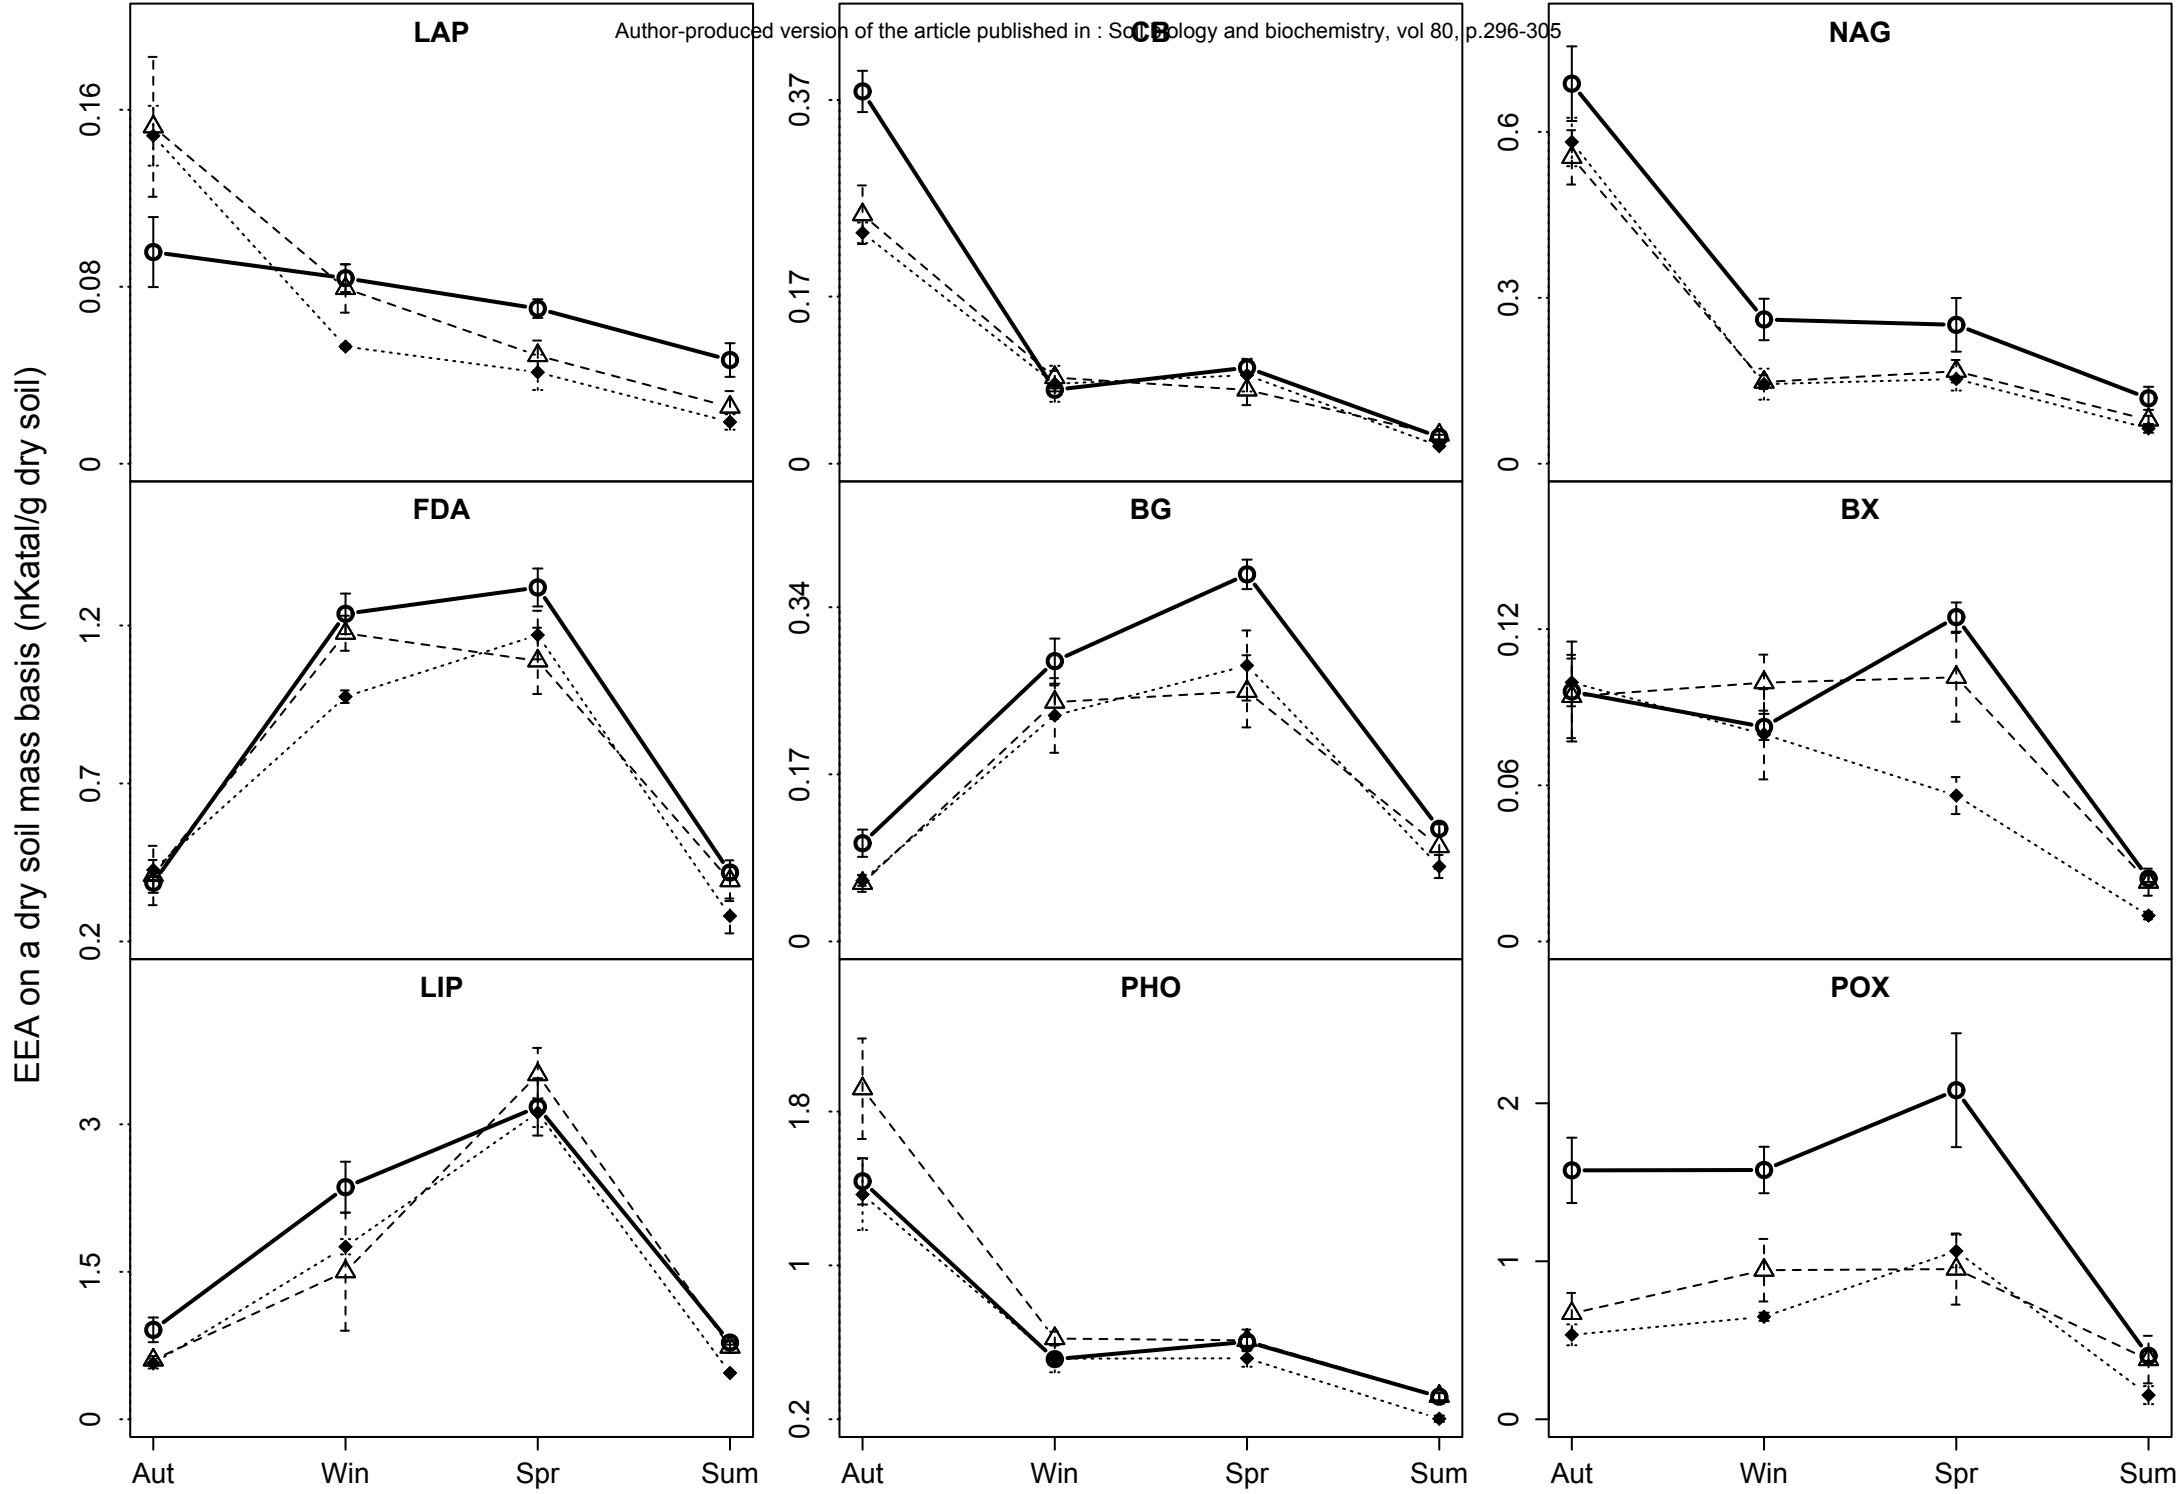 Author-produced version of the article published in : Soil biology and biochemistry, vol 80, p.296-305
EEA on a dry soil mass basis (nKatal/g dry soil)
LAP
0.16
0.08
0
CB
0.37
0.17
0
NAG
0.6
0.3
0
FDA
1.2
0.7
0.2
BG
0.34
0.17
0
BX
0.12
0.06
0
LIP
3
1.5
0
PHO
1.8
1
0.2
POX
2
1
0
Aut Win Spr Sum
Aut Win Spr Sum
Aut Win Spr Sum